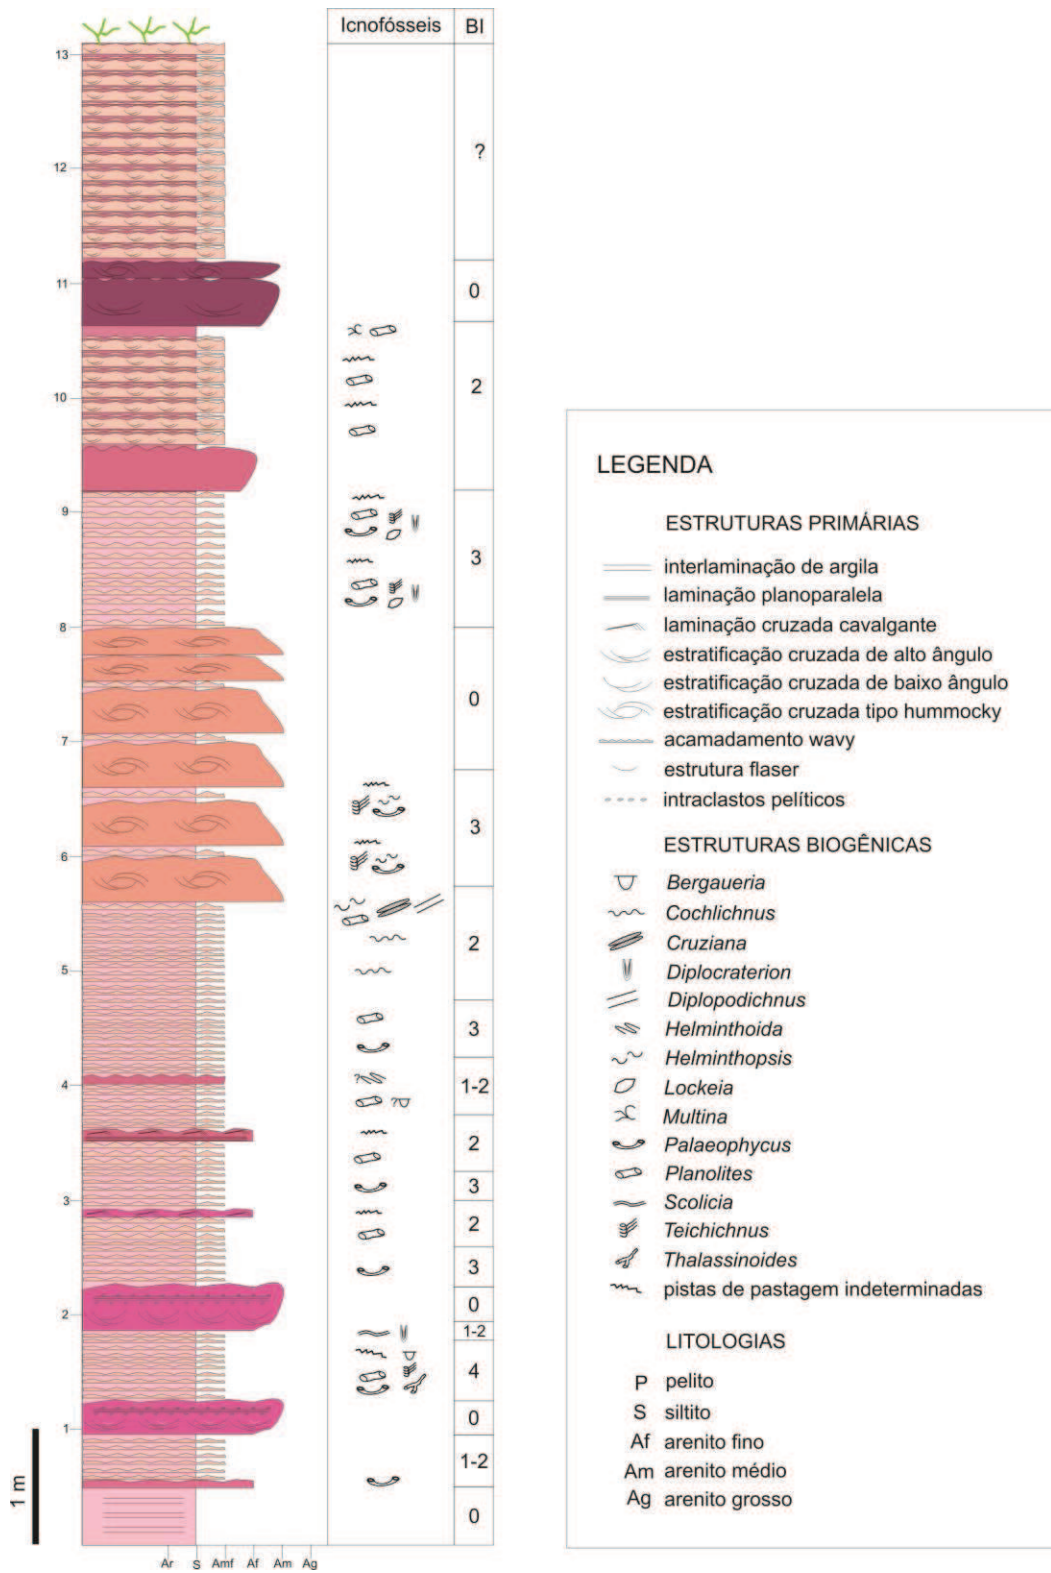 Icnofósseis BI
13
?
12
11
0
2
10
9
3
8
0
7
3
6
2
5
3
4
1-2
?
?
2
3
3
2
3
0
2
1-2
4
0
1
1-2
0
1 m
Ar S Amf Af Am Ag
LEGENDA
ESTRUTURAS PRIMÁRIAS
interlaminação de argila
laminação planoparalela
laminação cruzada cavalgante
estratificação cruzada de alto ângulo
estratificação cruzada de baixo ângulo
estratificação cruzada tipo hummocky
acamadamento wavy
estrutura flaser
intraclastos pelíticos
ESTRUTURAS BIOGÊNICAS
Bergaueria
Cochlichnus
Cruziana
Diplocraterion
Diplopodichnus
Helminthoida
Helminthopsis
Lockeia
Multina
Palaeophycus
Planolites
Scolicia
Teichichnus
Thalassinoides
pistas de pastagem indeterminadas
LITOLOGIAS
P pelito
S siltito
Af arenito fino
Am arenito médio
Ag arenito grosso